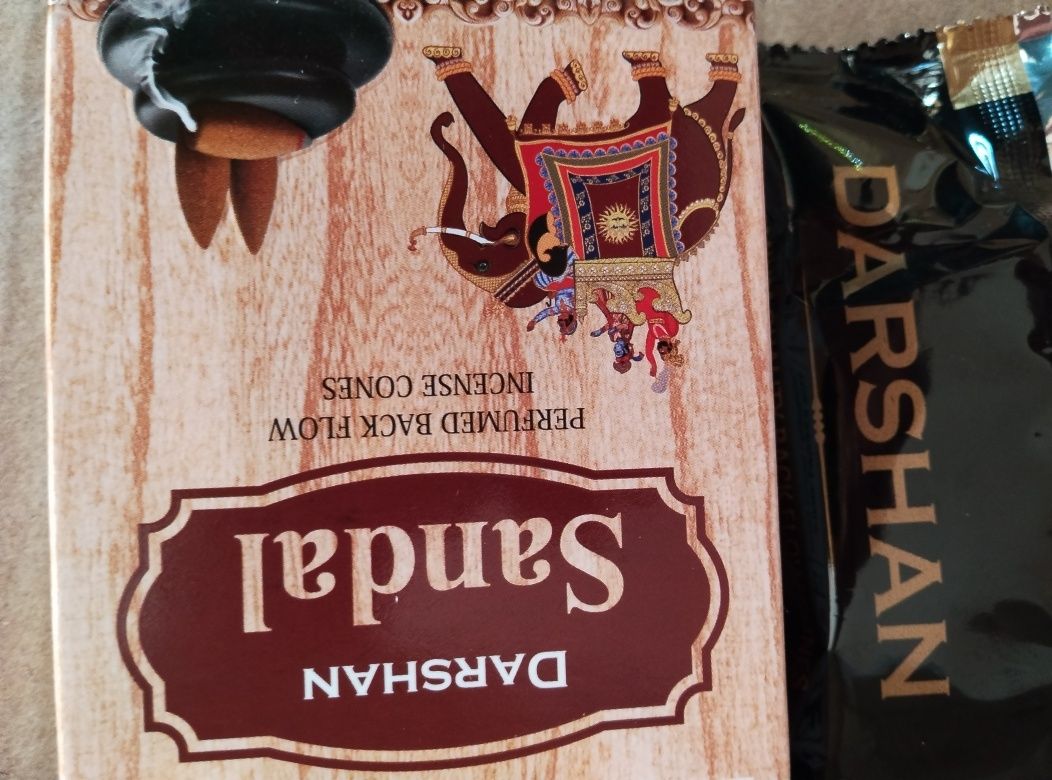 DARSHAN
Sandal
PERFUMED BACK FLOW
INCENSE CONES
DARSHAN